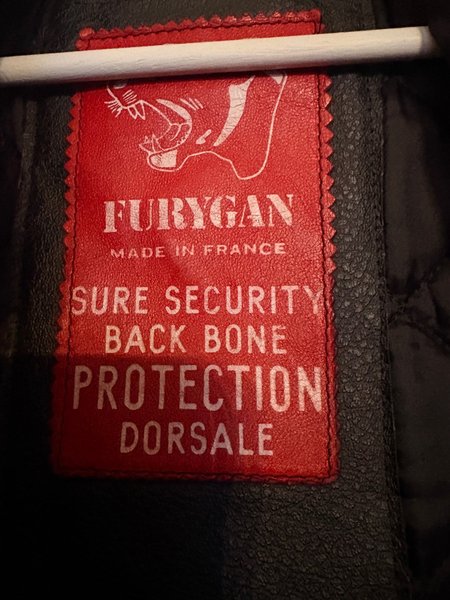 FURYGAN
MADE IN FRANCE
SURE SECURITY
BACK BONE
PROTECTION
DORSALE